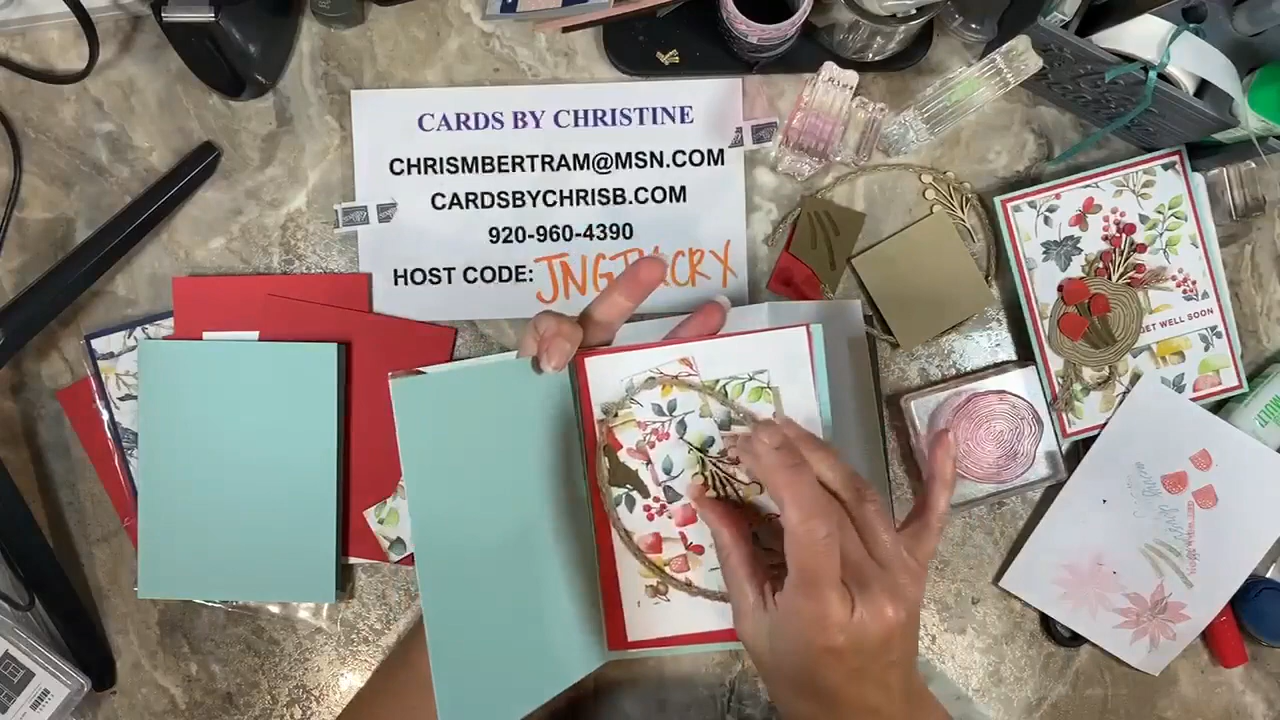 CARDS BY CHRISTINE
CHRISMBERTRAM@MSN.COM
CARDSBYCHRISB.COM
920-960-4390
HOST CODE:
GET WELL SOON